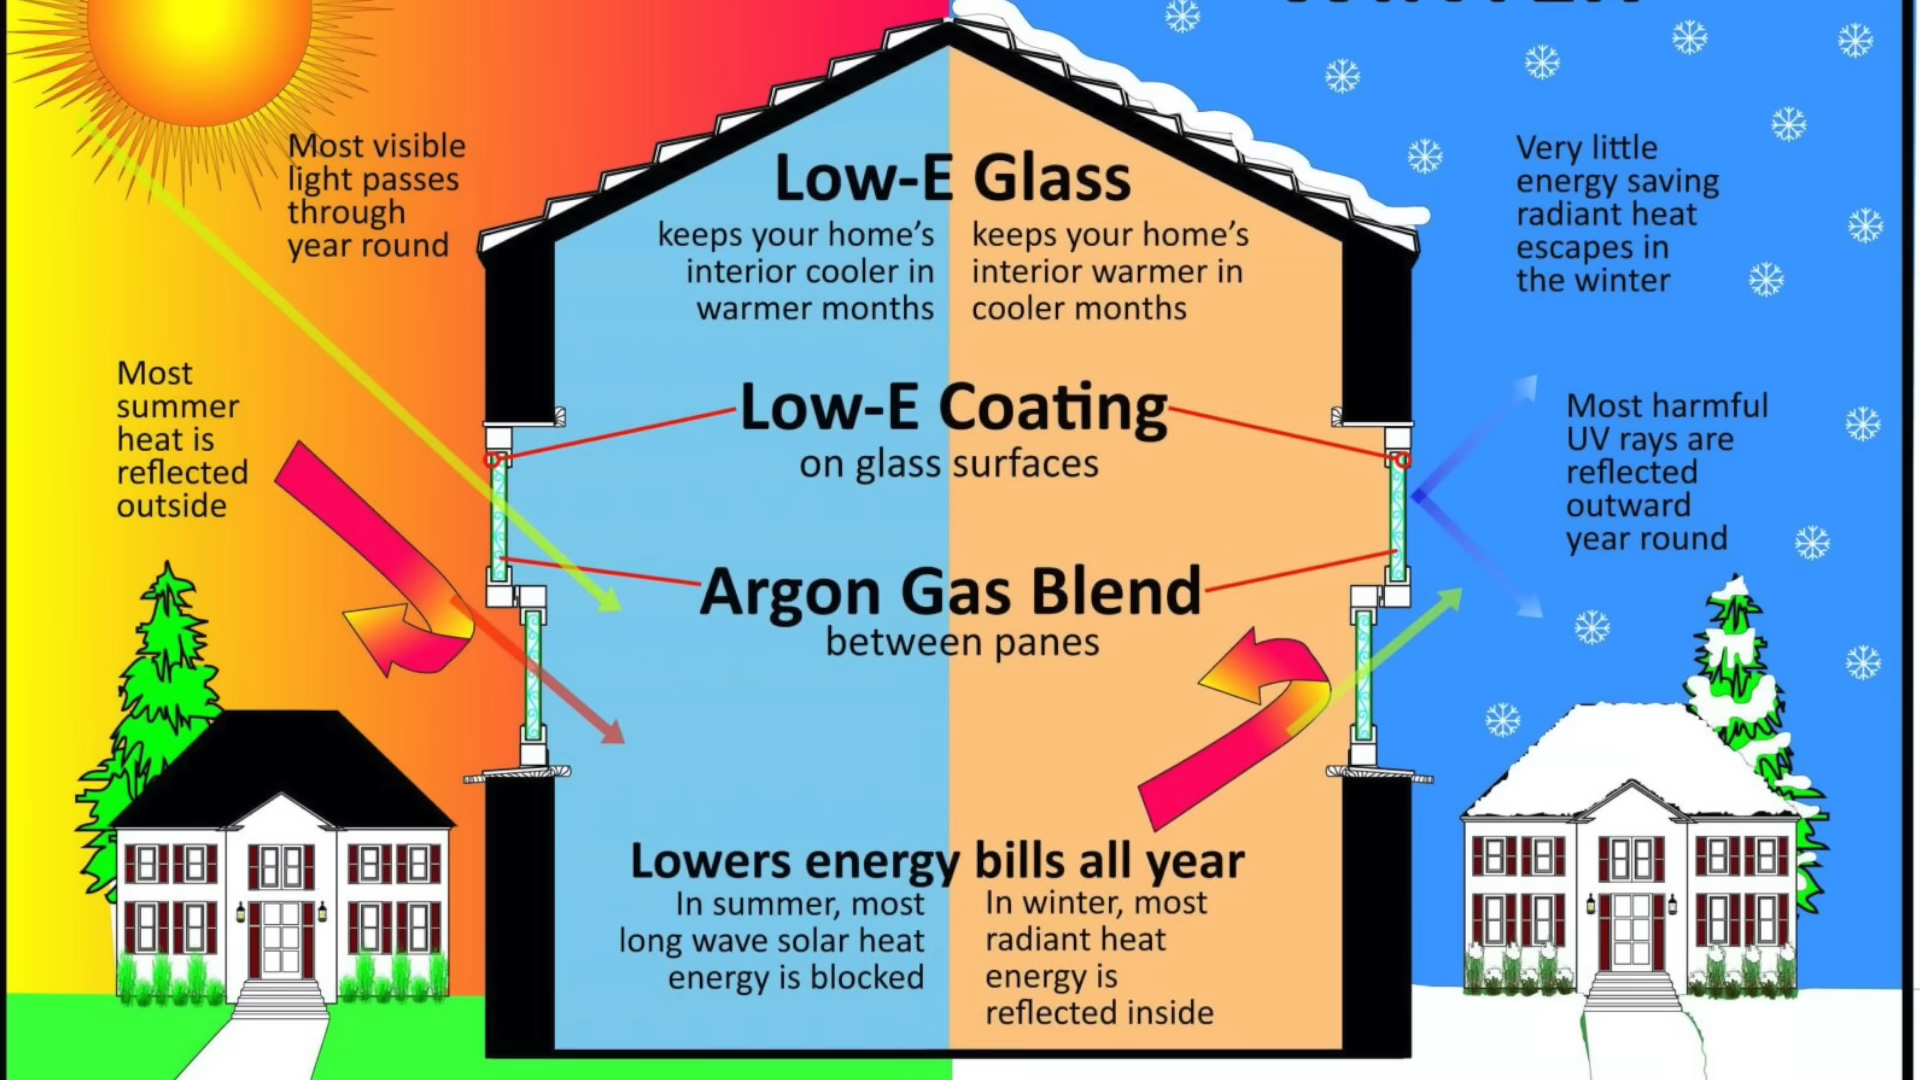 Most visible
light passes
through
year round
Most
summer
heat is
reflected
outside
Low-E Glass
keeps your home's
interior cooler in
warmer months
keeps your home's
interior warmer in
cooler months
Low-E Coating
on glass surfaces
Argon Gas Blend
between panes
Lowers energy bills all year
In summer, most
long wave solar heat
energy is blocked
In winter, most
radiant heat
energy is
reflected inside
Very little
energy saving
radiant heat
escapes in
the winter
Most harmful
UV rays are
reflected
outward
year round